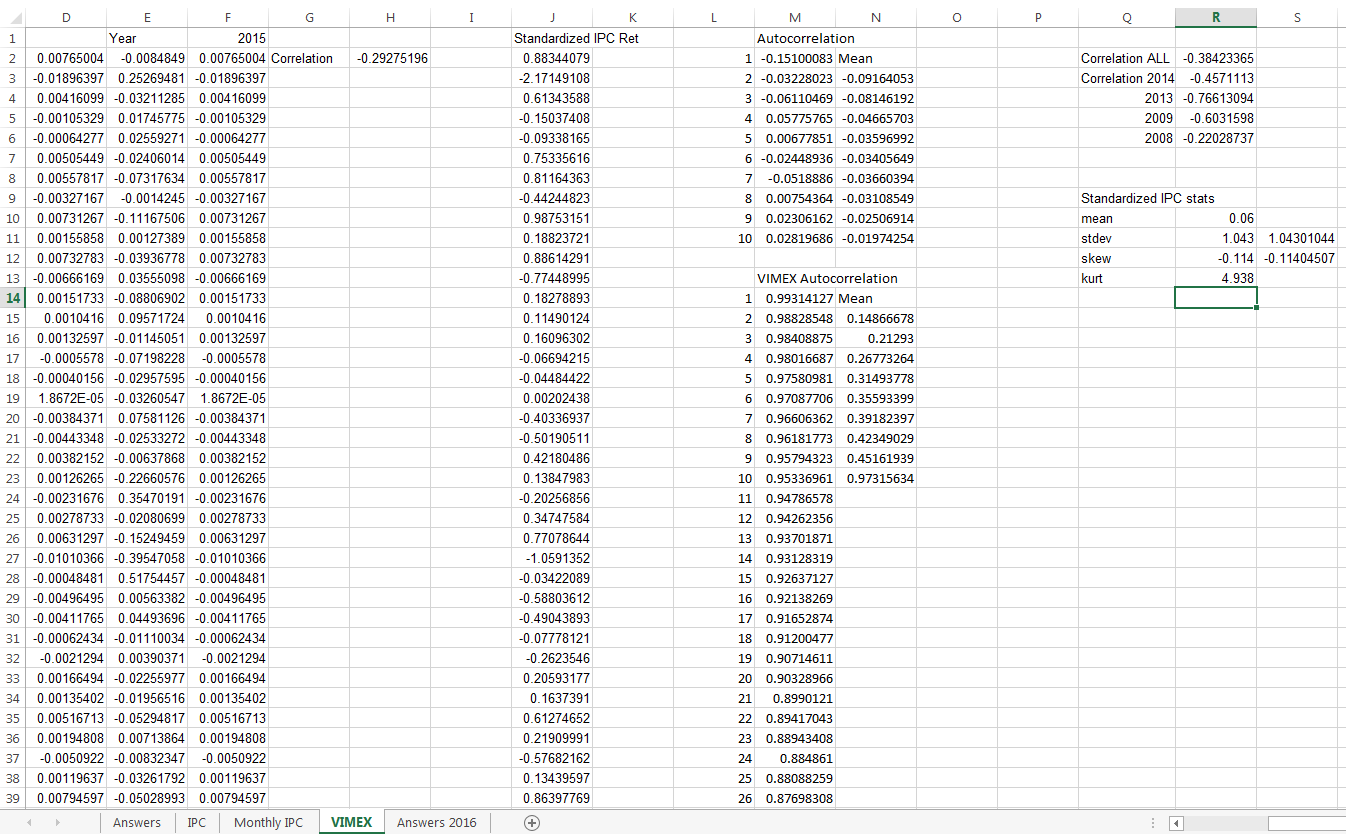 D E F G H I J K L M N O P Q R S
1 Year 2015 Standardized IPC Ret Autocorrelation
2 0.00765004 -0.0084849 0.00765004 Correlation -0.29275196 0.88344079 1 -0.15100083 Mean Correlation ALL -0.38423365
3 -0.01896397 0.25269481 -0.01896397 -2.17149108 2 -0.03228023 -0.09164053 Correlation 2014 -0.4571113
4 0.00416099 -0.03211285 0.00416099 0.61343588 3 -0.06110469 -0.08146192 2013 -0.76613094
5 -0.00105329 0.01745775 -0.00105329 -0.15037408 4 0.05775765 -0.04665703 2009 -0.6031598
6 -0.00064277 0.02559271 -0.00064277 -0.09338165 5 0.00677851 -0.03596992 2008 -0.22028737
7 0.00505449 -0.02406014 0.00505449 0.75335616 6 -0.02448936 -0.03405649
8 0.00557817 -0.07317634 0.00557817 0.81164363 7 -0.0518886 -0.03660394
9 -0.00327167 -0.0014245 -0.00327167 -0.44244823 8 0.00754364 -0.03108549 Standardized IPC stats
10 0.00731267 -0.11167506 0.00731267 0.98753151 9 0.02306162 -0.02506914 mean 0.06
11 0.00155858 0.00127389 0.00155858 0.18823721 10 0.02819686 -0.01974254 stdev 1.043 1.04301044
12 0.00732783 -0.03936778 0.00732783 0.88614291 skew -0.114 -0.11404507
13 -0.00666169 0.03555098 -0.00666169 -0.77448995 VIMEX Autocorrelation kurt 4.938
14 0.00151733 -0.08806902 0.00151733 0.18278893 1 0.99314127 Mean
15 0.0010416 0.09571724 0.0010416 0.11490124 2 0.98828548 0.14866678
16 0.00132597 -0.01145051 0.00132597 0.16096302 3 0.98408875 0.21293
17 -0.0005578 -0.07198228 -0.0005578 -0.06694215 4 0.98016687 0.26773264
18 -0.00040156 -0.02957595 -0.00040156 -0.04484422 5 0.97580981 0.31493778
19 1.8672E-05 -0.03260547 1.8672E-05 0.00202438 6 0.97087706 0.35593399
20 -0.00384371 0.07581126 -0.00384371 -0.40336937 7 0.96606362 0.39182397
21 -0.00443348 -0.02533272 -0.00443348 -0.50190511 8 0.96181773 0.42349029
22 0.00382152 -0.00637868 0.00382152 0.42180486 9 0.95794323 0.45161939
23 0.00126265 -0.22660576 0.00126265 0.13847983 10 0.95336961 0.97315634
24 -0.00231676 0.35470191 -0.00231676 -0.20256856 11 0.94786578
25 0.00278733 -0.02080699 0.00278733 0.34747584 12 0.94262356
26 0.00631297 -0.15249459 0.00631297 0.77078644 13 0.93701871
27 -0.01010366 -0.39547058 -0.01010366 -1.0591352 14 0.93128319
28 -0.00048481 0.51754457 -0.00048481 -0.03422089 15 0.92637127
29 -0.00496495 0.00563382 -0.00496495 -0.58803612 16 0.92138269
30 -0.00411765 0.04493696 -0.00411765 -0.49043893 17 0.91652874
31 -0.00062434 -0.01110034 -0.00062434 -0.07778121 18 0.91200477
32 -0.0021294 0.00390371 -0.0021294 -0.2623546 19 0.90714611
33 0.00166494 -0.02255977 0.00166494 0.20593177 20 0.90328966
34 0.00135402 -0.01956516 0.00135402 0.1637391 21 0.8990121
35 0.00516713 -0.05294817 0.00516713 0.61274652 22 0.89417043
36 0.00194808 0.00713864 0.00194808 0.21909991 23 0.88943408
37 -0.0050922 -0.00832347 -0.0050922 -0.57682162 24 0.884861
38 0.00119637 -0.03261792 0.00119637 0.13439597 25 0.88088259
39 0.00794597 -0.05028993 0.00794597 0.86397769 26 0.87698308
Answers IPC Monthly IPC VIMEX Answers 2016